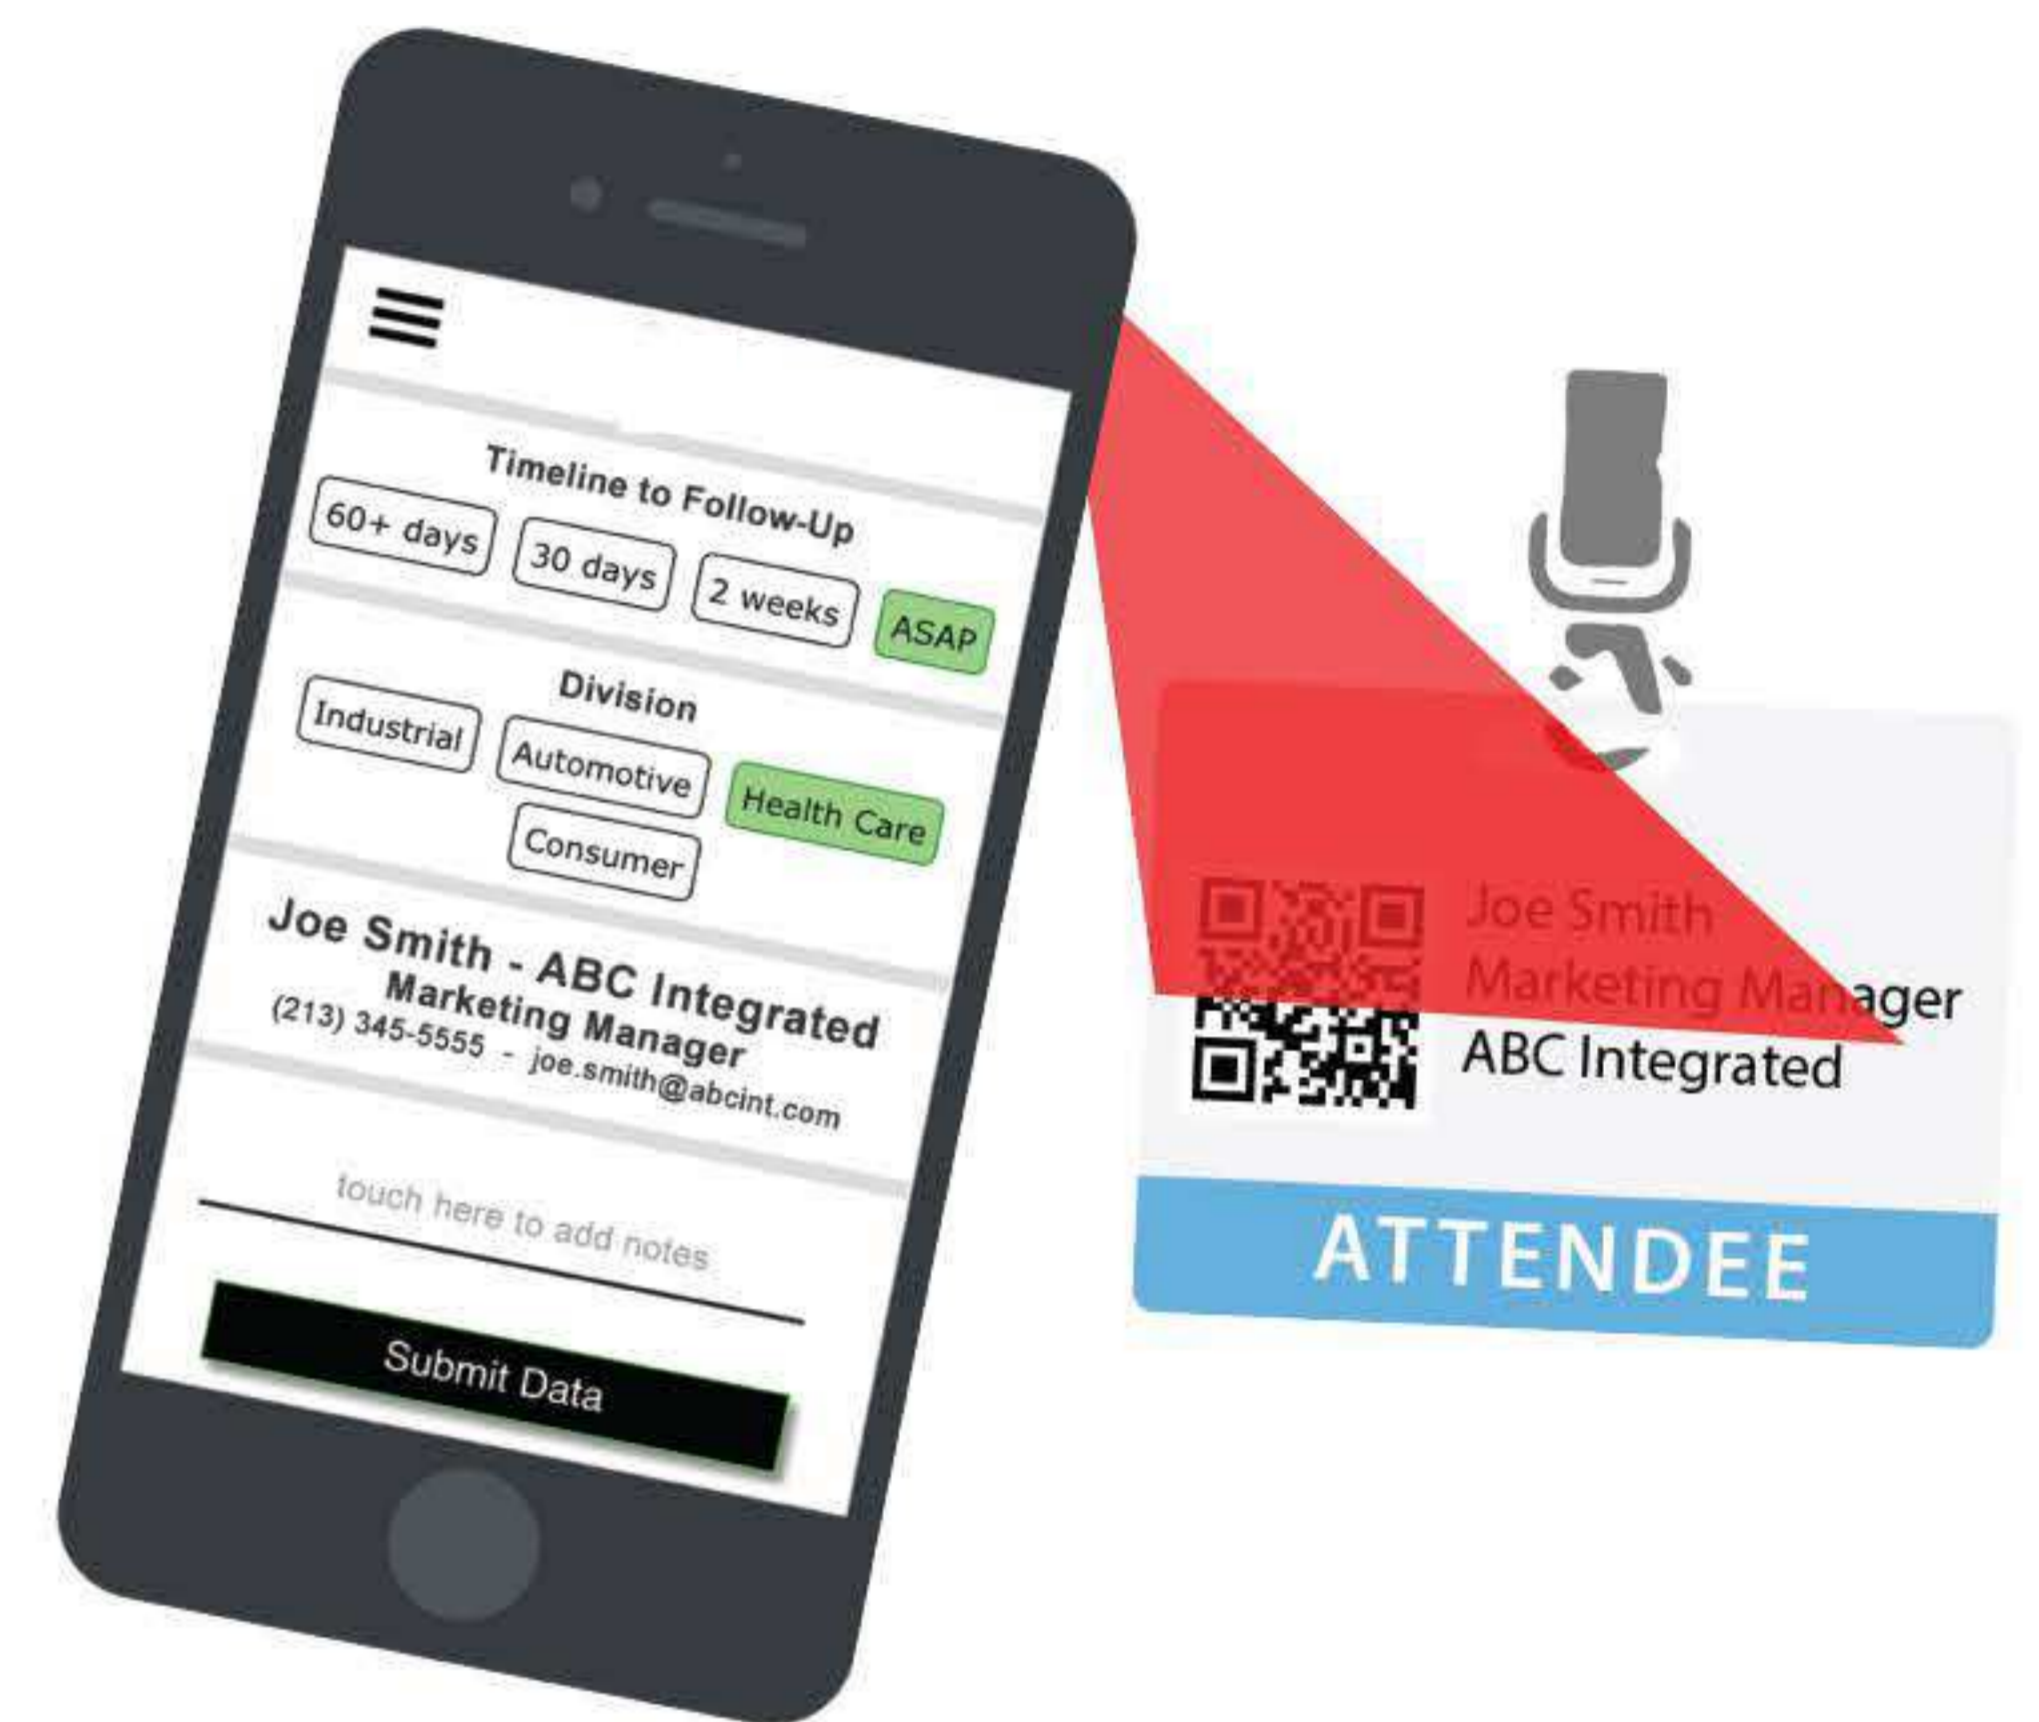 Timeline to Follow-Up
60+ days 30 days 2 weeks ASAP
Division
Industrial Automotive Health Care
Consumer
Joe Smith - ABC Integrated
Marketing Manager
(213) 345-5555 - joe.smith@abcint.com
touch here to add notes
Submit Data
Joe Smith
Marketing Manager
ABC Integrated
ATTENDEE